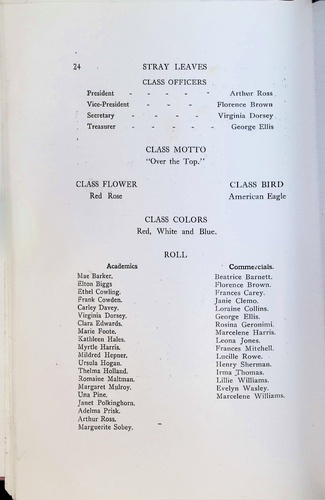 24 STRAY LEAVES
CLASS OFFICERS
President - - - - Arthur Ross
Vice-President - - - Florence Brown
Secretary - - - - Virginia Dorsey
Treasurer - - - - George Ellis
CLASS MOTTO
"Over the Top."
CLASS FLOWER CLASS BIRD
Red Rose American Eagle
CLASS COLORS
Red, White and Blue.
ROLL
Academics
Mae Barker.
Elton Biggs
Ethel Cowling.
Frank Cowden.
Carley Davey.
Virginia Dorsey.
Clara Edwards.
Marie Foote.
Kathleen Hales.
Myrtle Harris.
Mildred Hepner.
Ursula Hogan.
Thelma Holland.
Romaine Maltman.
Margaret Mulroy.
Una Pine.
Janet Polkinghorn.
Adelma Prisk.
Arthur Ross.
Marguerite Sobey.
Commercials.
Beatrice Barnett.
Florence Brown.
Frances Carey.
Janie Clemo.
Loraine Collins.
George Ellis.
Rosina Geronimi.
Marcelene Harris.
Leona Jones.
Frances Mitchell.
Lucille Rowe.
Henry Sherman.
Irma Thomas.
Lillie Williams.
Evelyn Wasley.
Marcelene Williams.